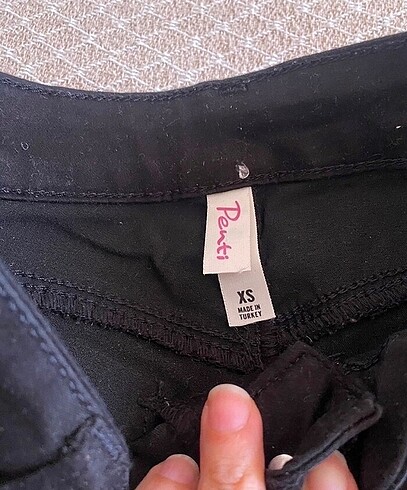 Penti
XS
MADE IN
TURKEY